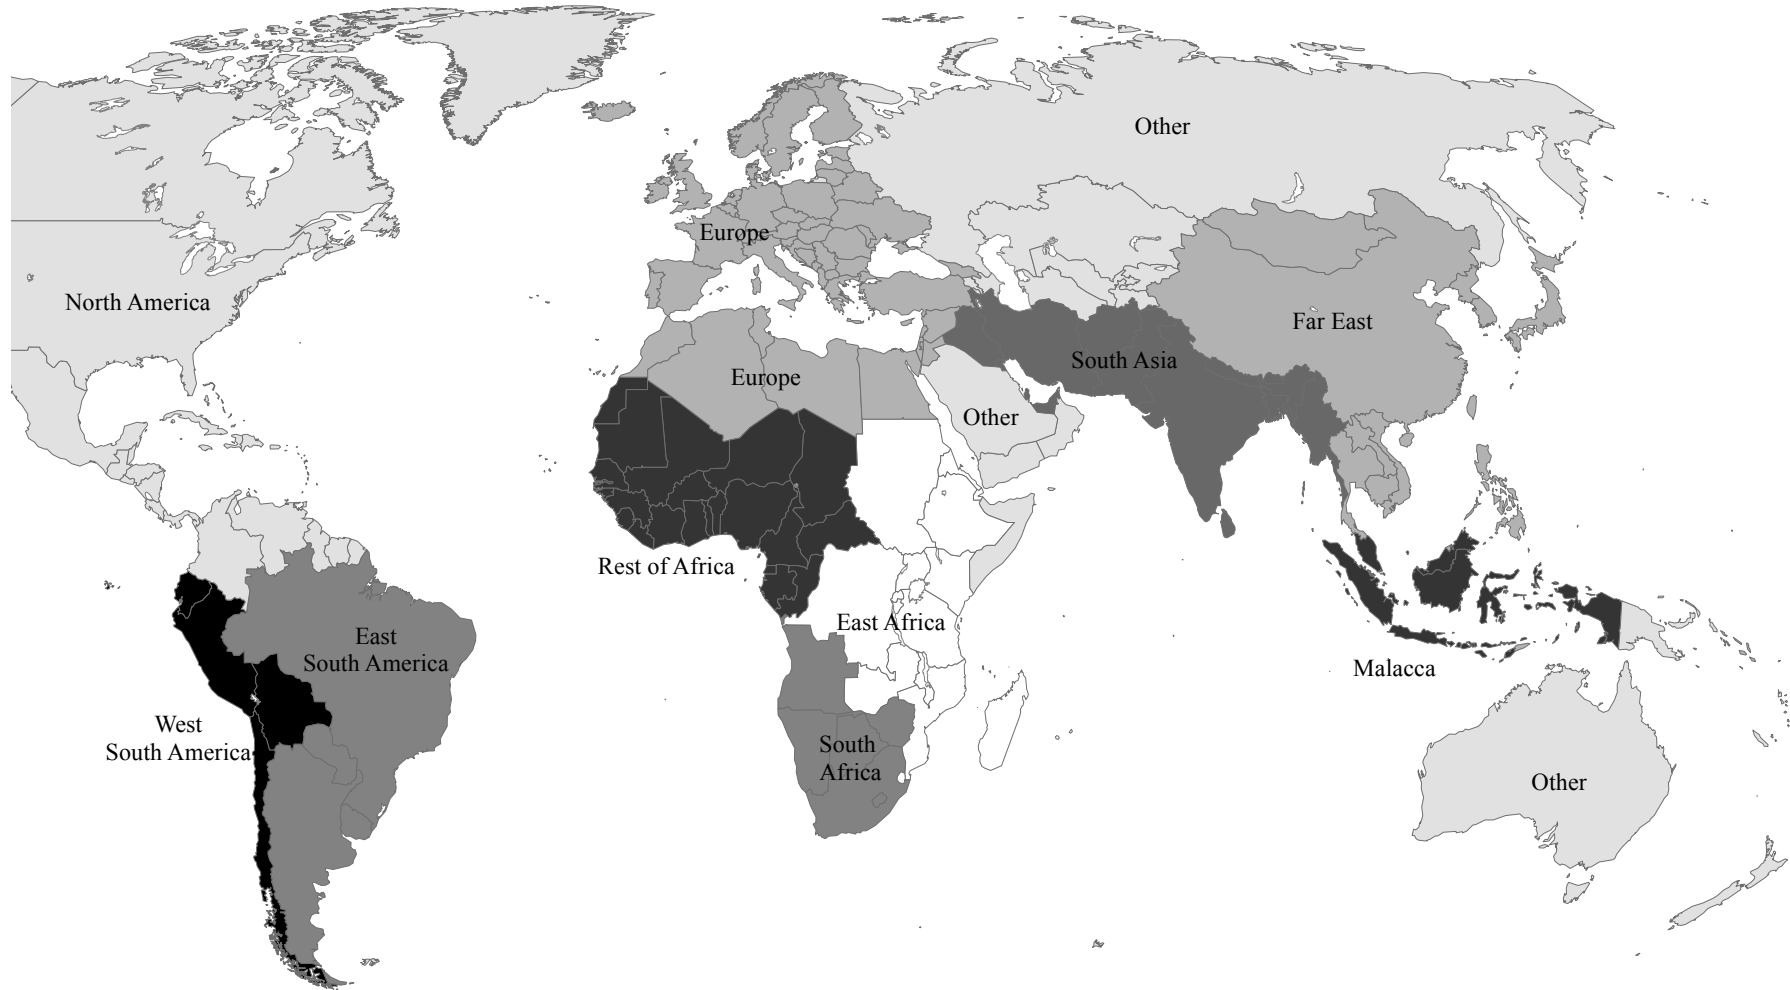 Other
Europe
North America
Far East
South Asia
Europe
Other
Rest of Africa
East Africa
East
South America
Malacca
West
South America
South
Africa
Other